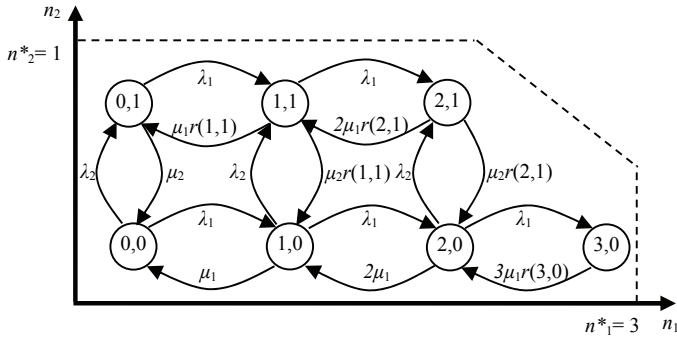 n2
n*2= 1
λ1 λ1
0,1 1,1 2,1
μ1r(1,1) 2μ1r(2,1)
λ2 μ2 λ2 μ2r(1,1) λ2 μ2r(2,1)
λ1 λ1 λ1
0,0 1,0 2,0 3,0
μ1 2μ1 3μ1r(3,0)
n*1= 3 n1